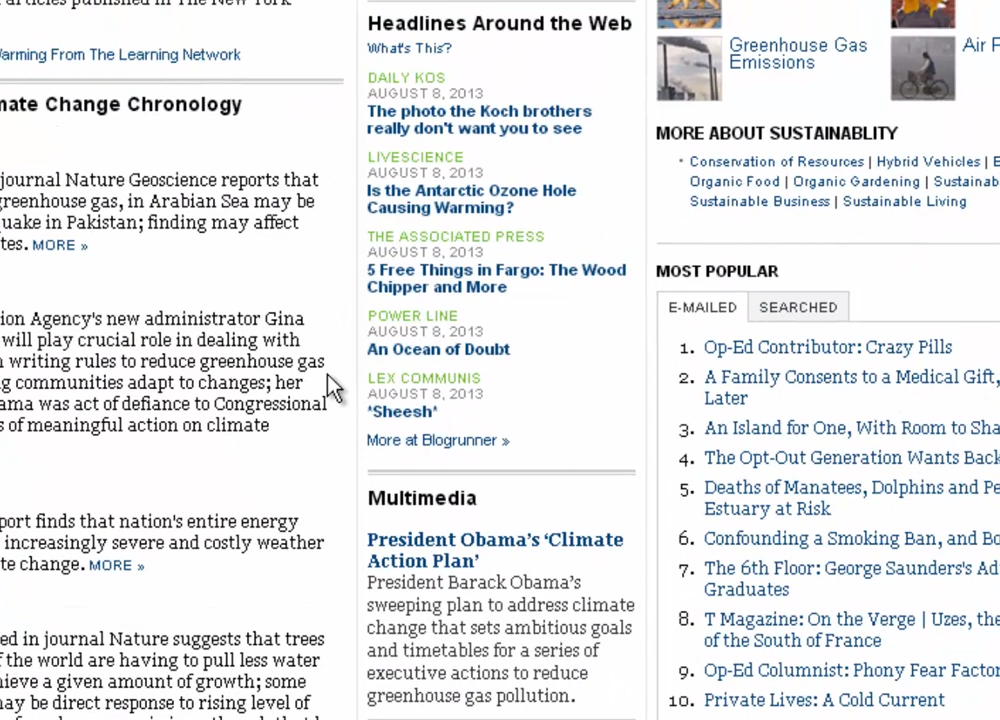 articles published in The New York
Warming From The Learning Network
mate Change Chronology
journal Nature Geoscience reports that
greenhouse gas, in Arabian Sea may be
uake in Pakistan; finding may affect
tes. MORE »
ion Agency's new administrator Gina
will play crucial role in dealing with
writing rules to reduce greenhouse gas
g communities adapt to changes; her
ama was act of defiance to Congressional
s of meaningful action on climate
port finds that nation's entire energy
increasingly severe and costly weather
te change. MORE »
ed in journal Nature suggests that trees
f the world are having to pull less water
hieve a given amount of growth; some
may be direct response to rising level of
Headlines Around the Web
What's This?
DAILY KOS
AUGUST 8, 2013
The photo the Koch brothers
really don't want you to see
LIVESCIENCE
AUGUST 8, 2013
Is the Antarctic Ozone Hole
Causing Warming?
THE ASSOCIATED PRESS
AUGUST 8, 2013
5 Free Things in Fargo: The Wood
Chipper and More
POWER LINE
AUGUST 8, 2013
An Ocean of Doubt
LEX COMMUNIS
AUGUST 8, 2013
*Sheesh*
More at Blogrunner »
Multimedia
President Obama's 'Climate
Action Plan'
President Barack Obama's
sweeping plan to address climate
change that sets ambitious goals
and timetables for a series of
executive actions to reduce
greenhouse gas pollution.
Greenhouse Gas
Emissions
Air P
MORE ABOUT SUSTAINABLITY
Conservation of Resources | Hybrid Vehicles | E
Organic Food | Organic Gardening | Sustainab
Sustainable Business | Sustainable Living
MOST POPULAR
E-MAILED SEARCHED
1. Op-Ed Contributor: Crazy Pills
2. A Family Consents to a Medical Gift,
Later
3. An Island for One, With Room to Sha
4. The Opt-Out Generation Wants Back
5. Deaths of Manatees, Dolphins and Pe
Estuary at Risk
6. Confounding a Smoking Ban, and Bo
7. The 6th Floor: George Saunders's Ad
Graduates
8. T Magazine: On the Verge | Uzes, the
of the South of France
9. Op-Ed Columnist: Phony Fear Factor
10. Private Lives: A Cold Current